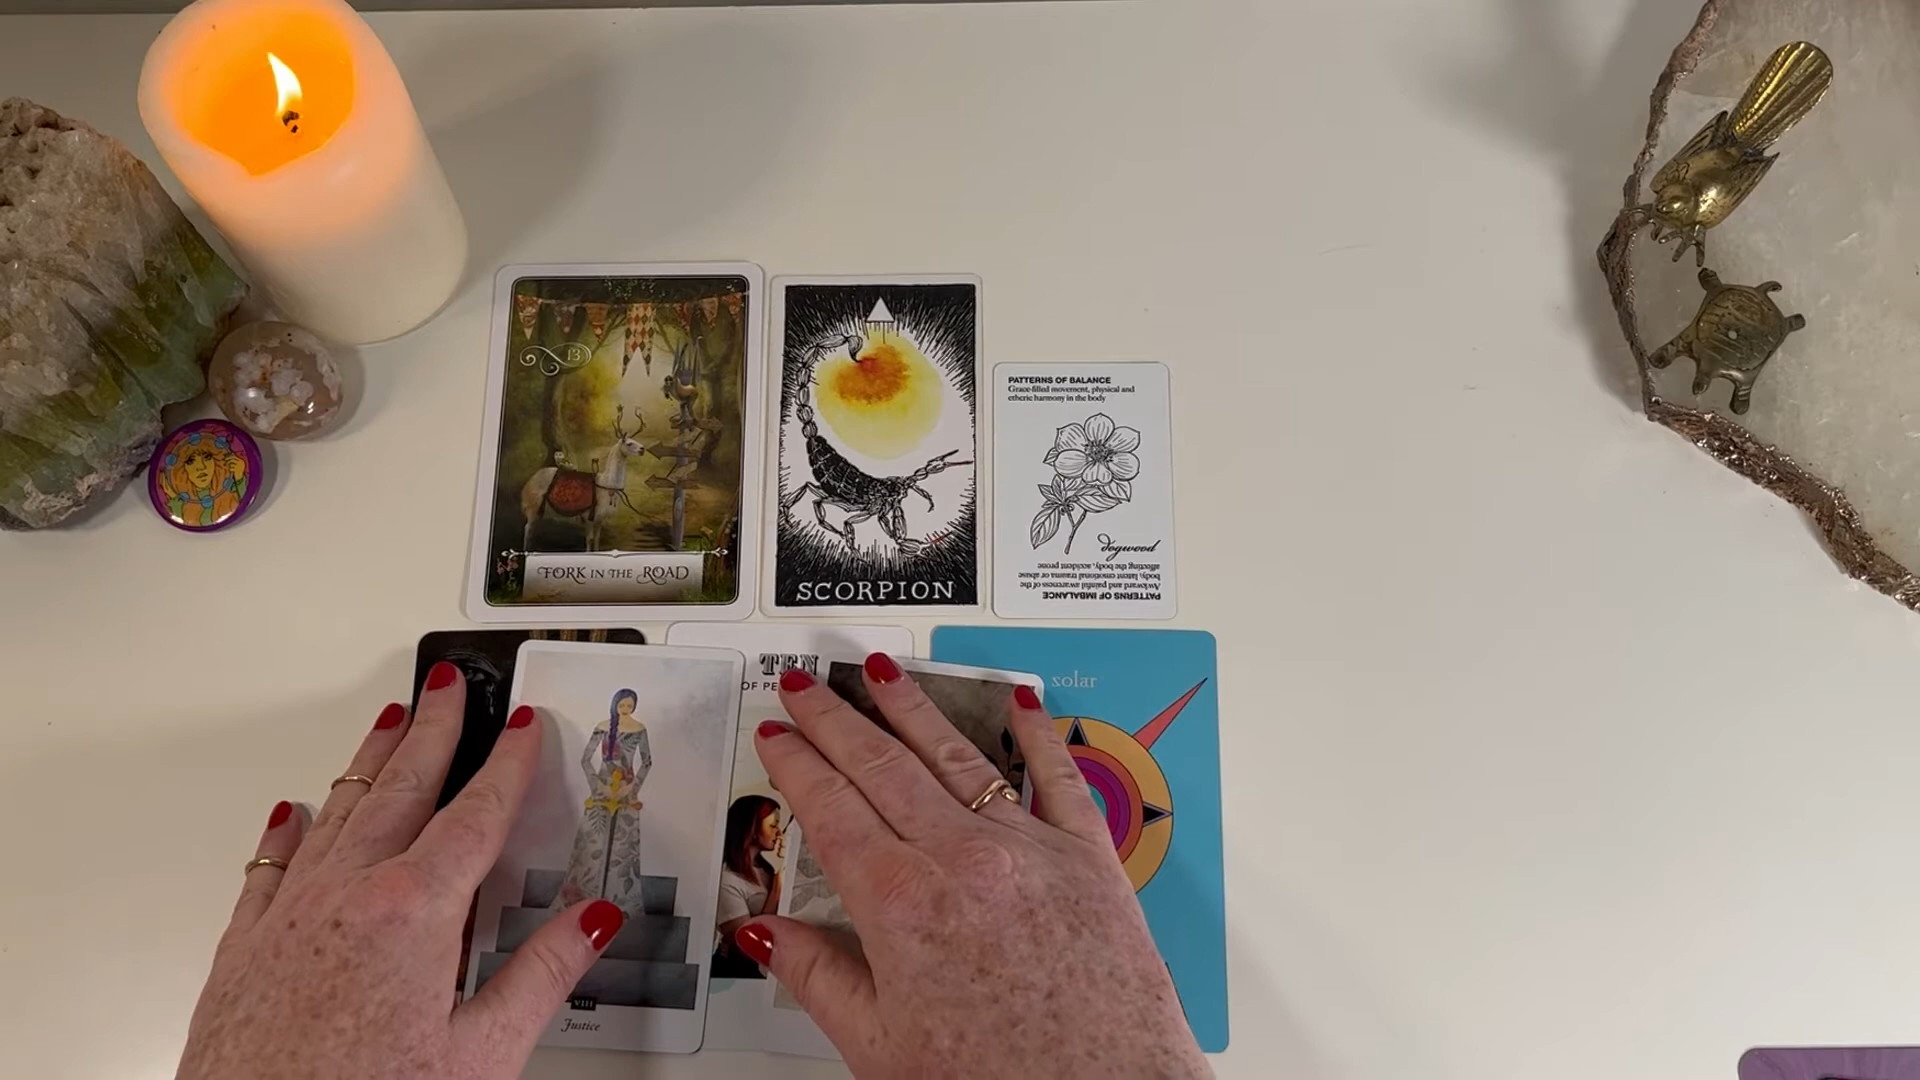 13
FORK IN THE ROAD
SCORPION
PATTERNS OF BALANCE
Grace-filled movement, physical and
etheric harmony in the body
dogwood
PATTERNS OF IMBALANCE
Awkward and painful awareness of the
body, latent emotional trauma or abuse
affecting the body, accident prone
TEN
OF
solar
VIII
Justice